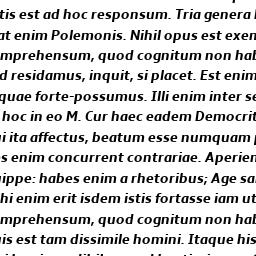 tis est ad hoc responsum. Tria genera
at enim Polemonis. Nihil opus est exen
mprehensum, quod cognitum non hab
d residamus, inquit, si placet. Est enim
quae forte-possumus. Illi enim inter se
hoc in eo M. Cur haec eadem Democrit
ui ita affectus, beatum esse numquam
s enim concurrent contrariae. Aperien
uippe: habes enim a rhetoribus; Age sa
hi enim erit isdem istis fortasse iam ut
mprehensum, quod cognitum non hab
is est tam dissimile homini. Itaque his